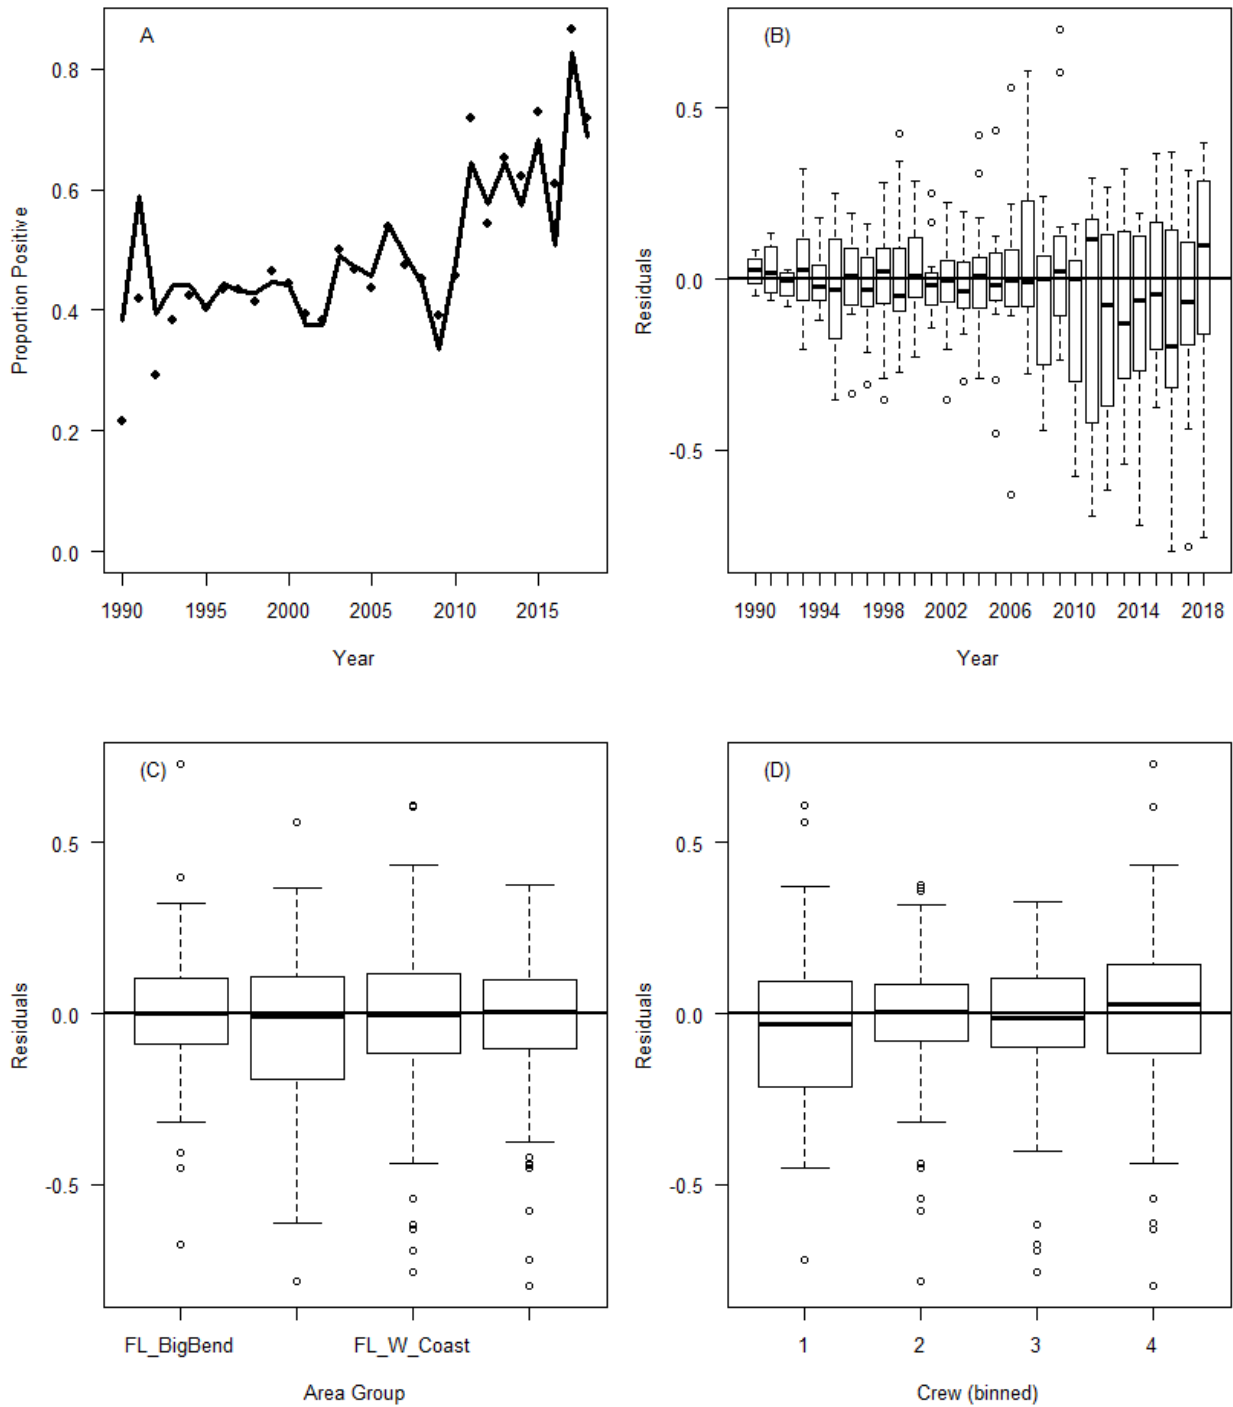 A
Proportion Positive
0.8
0.6
0.4
0.2
0.0
1990 1995 2000 2005 2010 2015
Year
(B)
Residuals
0.5
0.0
-0.5
1990 1994 1998 2002 2006 2010 2014 2018
Year
(C)
Residuals
0.5
0.0
-0.5
FL_BigBend FL_W_Coast
Area Group
(D)
Residuals
0.5
0.0
-0.5
1 2 3 4
Crew (binned)